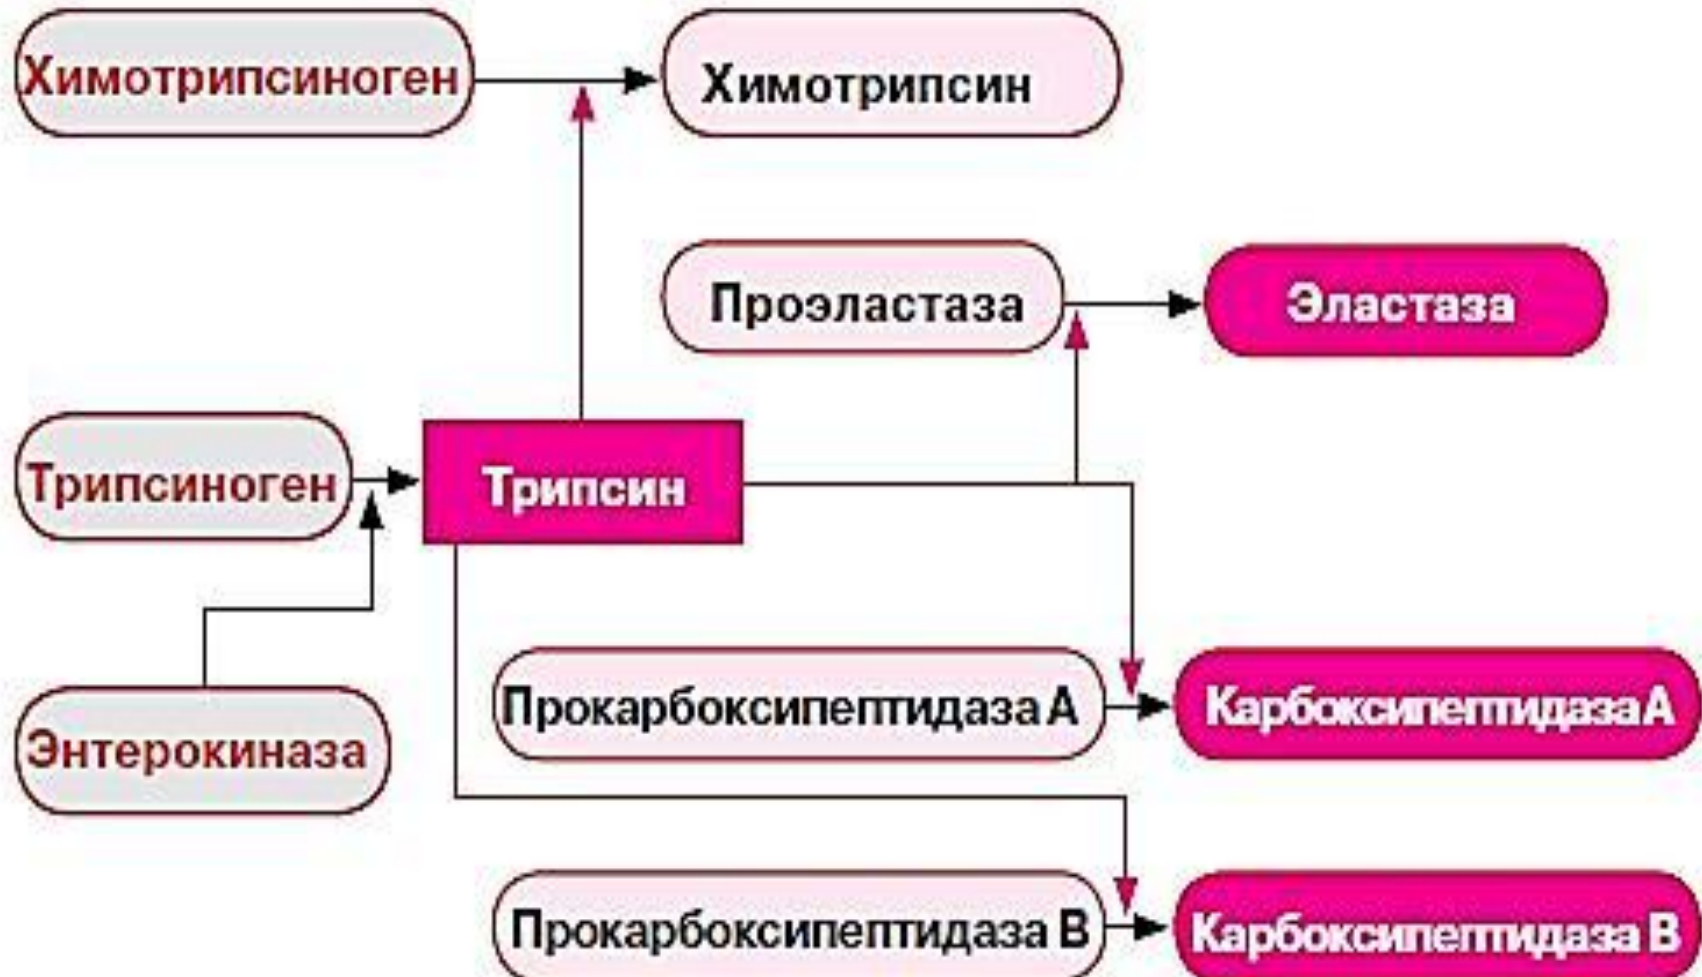 Химотрипсиноген
Химотрипсин
Проэластаза
Эластаза
Трипсиноген
Трипсин
Прокарбоксипептидаза А
Карбоксипептидаза А
Энтерокиназа
Прокарбоксипептидаза В
Карбоксипептидаза В